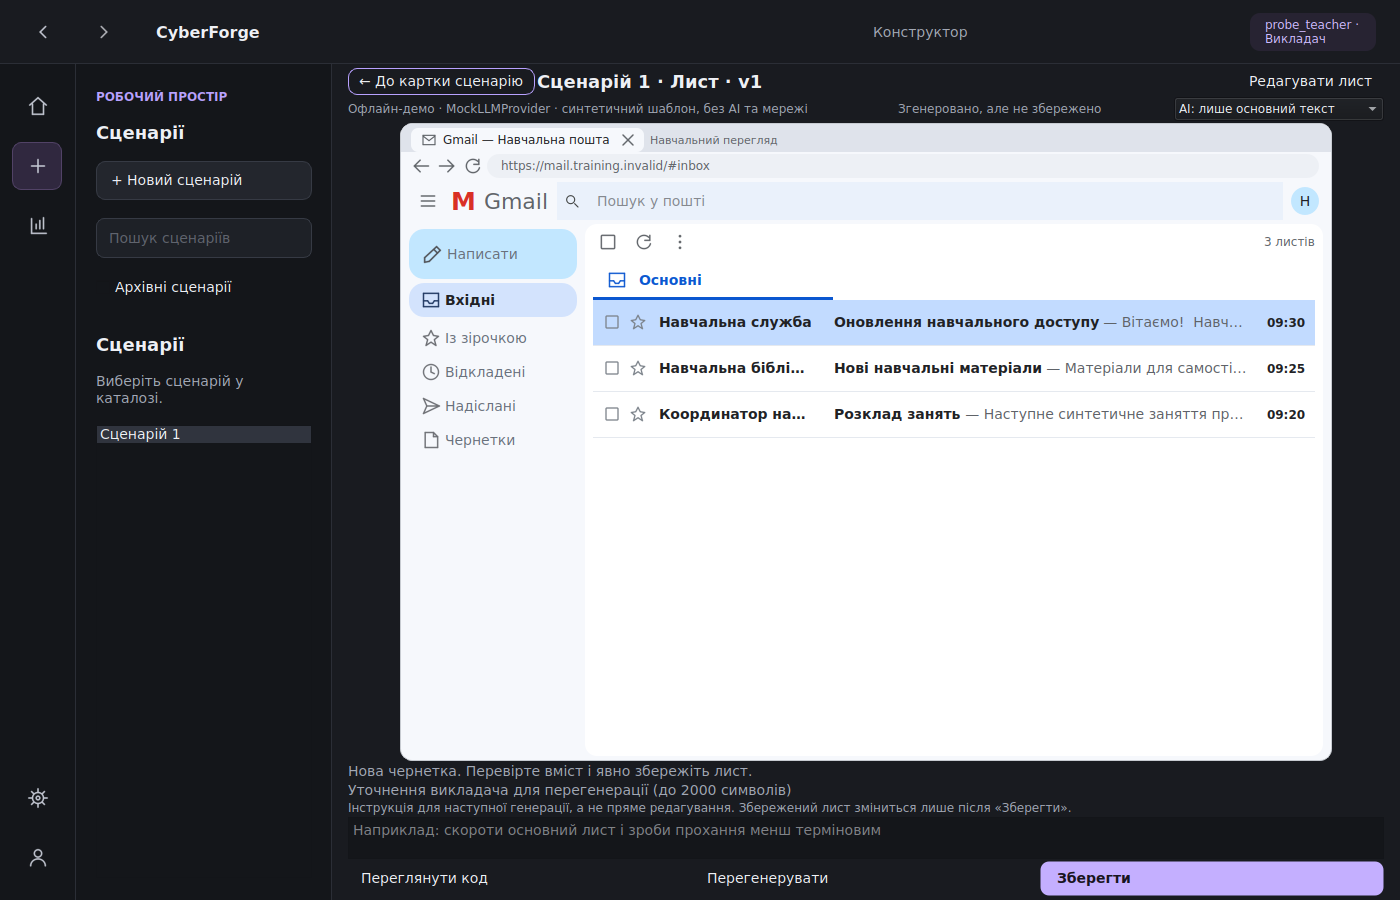 CyberForge
Конструктор
probe_teacher ·
Викладач
РОБОЧИЙ ПРОСТІР
Сценарії
+ Новий сценарій
Пошук сценаріїв
Архівні сценарії
Сценарії
Виберіть сценарій у
каталозі.
Сценарій 1
← До картки сценарію
Сценарій 1 · Лист · v1
Редагувати лист
Офлайн-демо · MockLLMProvider · синтетичний шаблон, без AI та мережі
Згенеровано, але не збережено
AI: лише основний текст
Gmail — Навчальна пошта
Навчальний перегляд
https://mail.training.invalid/#inbox
M Gmail
Пошук у пошті
Н
Написати
Вхідні
Із зірочкою
Відкладені
Надіслані
Чернетки
3 листів
Основні
Навчальна служба Оновлення навчального доступу — Вітаємо! Навч… 09:30
Навчальна біблі… Нові навчальні матеріали — Матеріали для самості… 09:25
Координатор на… Розклад занять — Наступне синтетичне заняття пр… 09:20
Нова чернетка. Перевірте вміст і явно збережіть лист.
Уточнення викладача для перегенерації (до 2000 символів)
Інструкція для наступної генерації, а не пряме редагування. Збережений лист зміниться лише після «Зберегти».
Наприклад: скороти основний лист і зроби прохання менш терміновим
Переглянути код
Перегенерувати
Зберегти